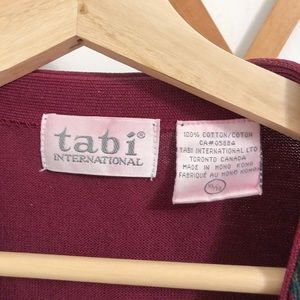 tabi®
INTERNATIONAL
100% COTTON/COTON
CA#05884
TABI INTERNATIONAL LTD
TORONTO CANADA
MADE IN HONG KONG
FABRIQUÉ AU HONG KONG